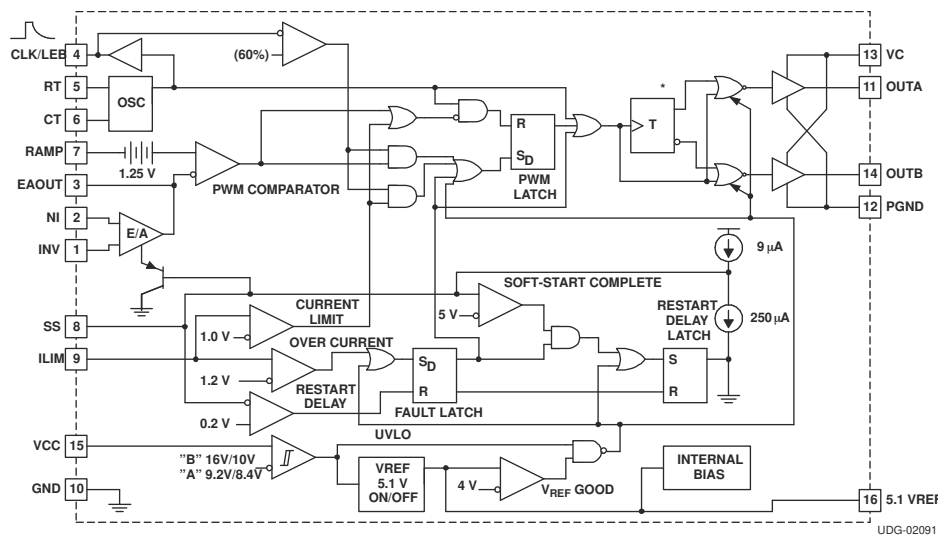 CLK/LEB 4
(60%)
13 VC
RT 5
OSC
11 OUTA
CT 6
*
R
T
RAMP 7
S_D
1.25 V
PWM COMPARATOR
PWM
LATCH
EAOUT 3
14 OUTB
NI 2
12 PGND
E/A
INV 1
9 μA
SOFT-START COMPLETE
SS 8
CURRENT
LIMIT
5 V
RESTART
DELAY
LATCH
250 μA
1.0 V
ILIM 9
OVER CURRENT
S_D
S
1.2 V
RESTART
DELAY
R
R
0.2 V
FAULT LATCH
VCC 15
UVLO
"B" 16V/10V
"A" 9.2V/8.4V
VREF
5.1 V
ON/OFF
INTERNAL
BIAS
GND 10
4 V
V_REF GOOD
16 5.1 VREF
UDG-02091